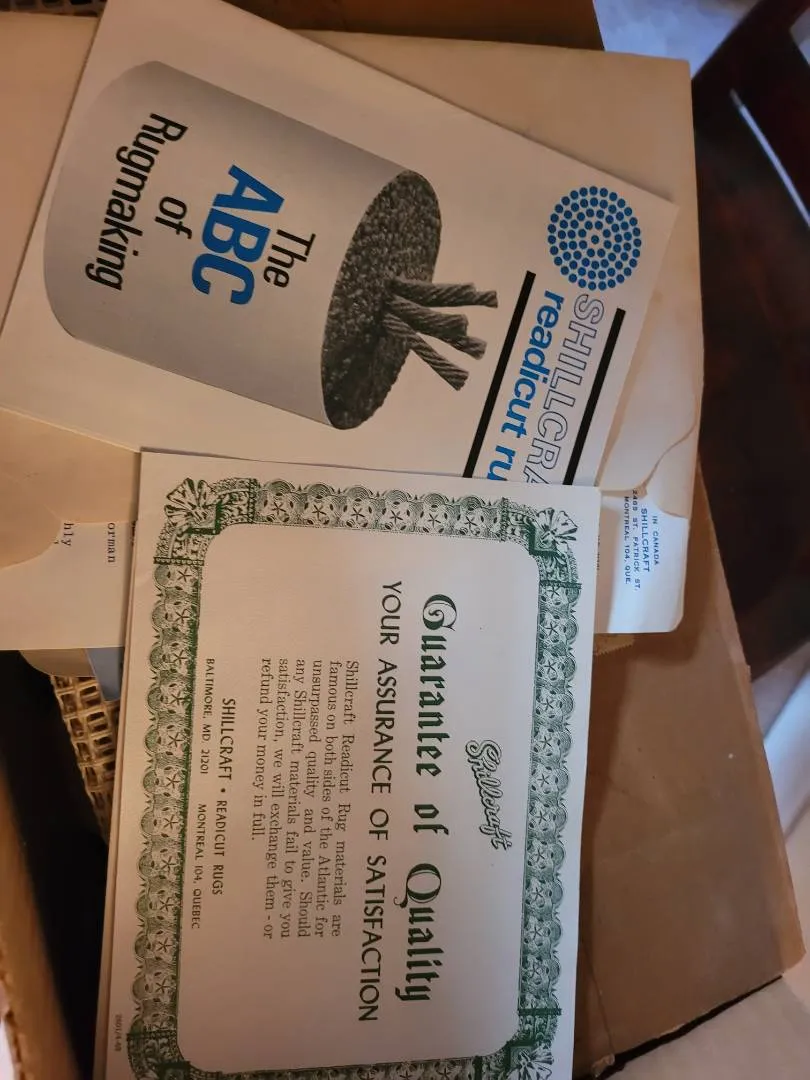 SHILLCRA
readicut ru
The
ABC
of
Rugmaking
IN CANADA
SHILLCRAFT
2465 ST. PATRICK ST.
MONTREAL 104, QUE.
orman
hly
Shillcraft
Guarantee of Quality
YOUR ASSURANCE OF SATISFACTION
Shillcraft Readicut Rug materials are
famous on both sides of the Atlantic for
unsurpassed quality and value. Should
any Shillcraft materials fail to give you
satisfaction, we will exchange them - or
refund your money in full.
SHILLCRAFT • READICUT RUGS
BALTIMORE, MD 21201 MONTREAL 104, QUEBEC